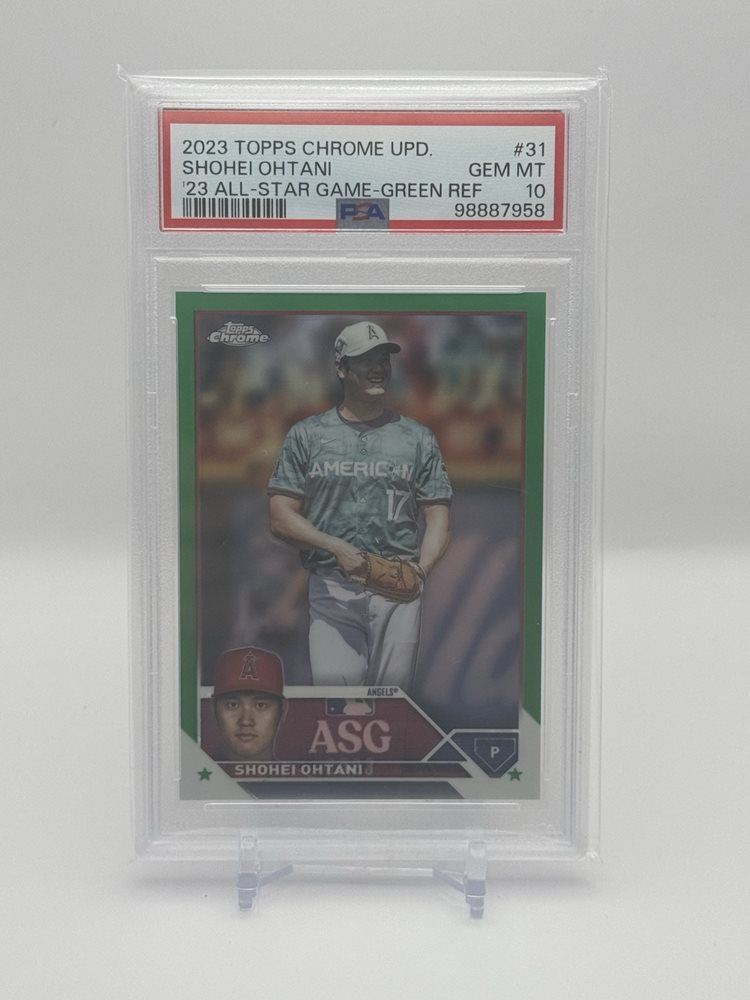 2023 TOPPS CHROME UPD. #31
SHOHEI OHTANI GEM MT
'23 ALL-STAR GAME-GREEN REF 10
PSA 98887958
Topps
Chrome
A
AMERICAN
17
A
ANGELS®
ASG
P
SHOHEI OHTANI